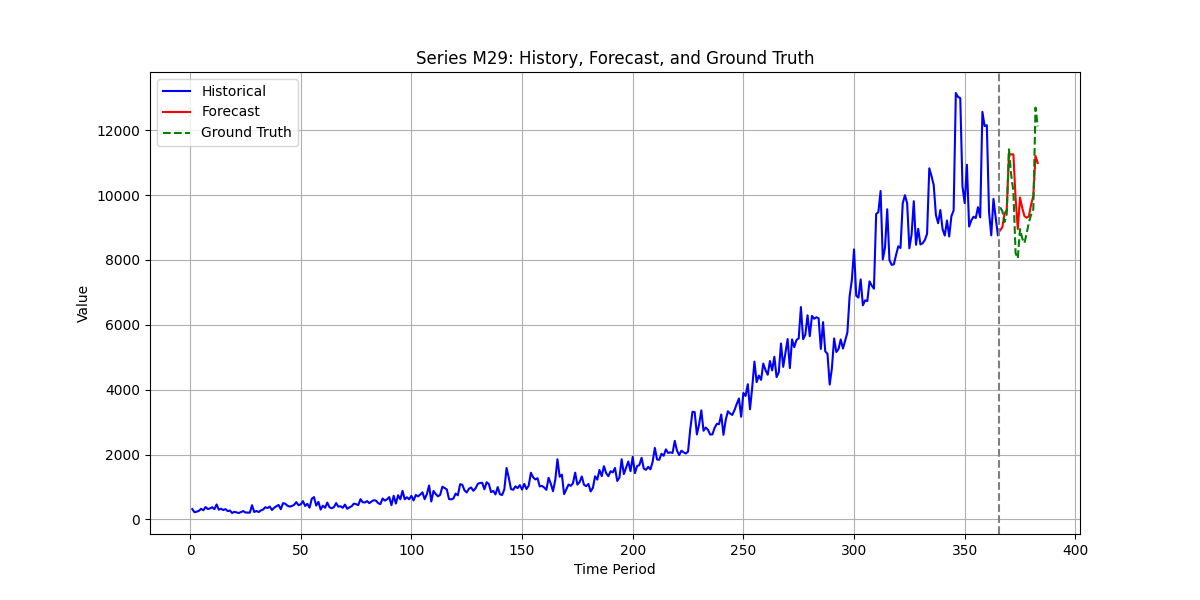 Series M29: History, Forecast, and Ground Truth
Historical
Forecast
Ground Truth
Value
12000
10000
8000
6000
4000
2000
0
0 50 100 150 200 250 300 350 400
Time Period